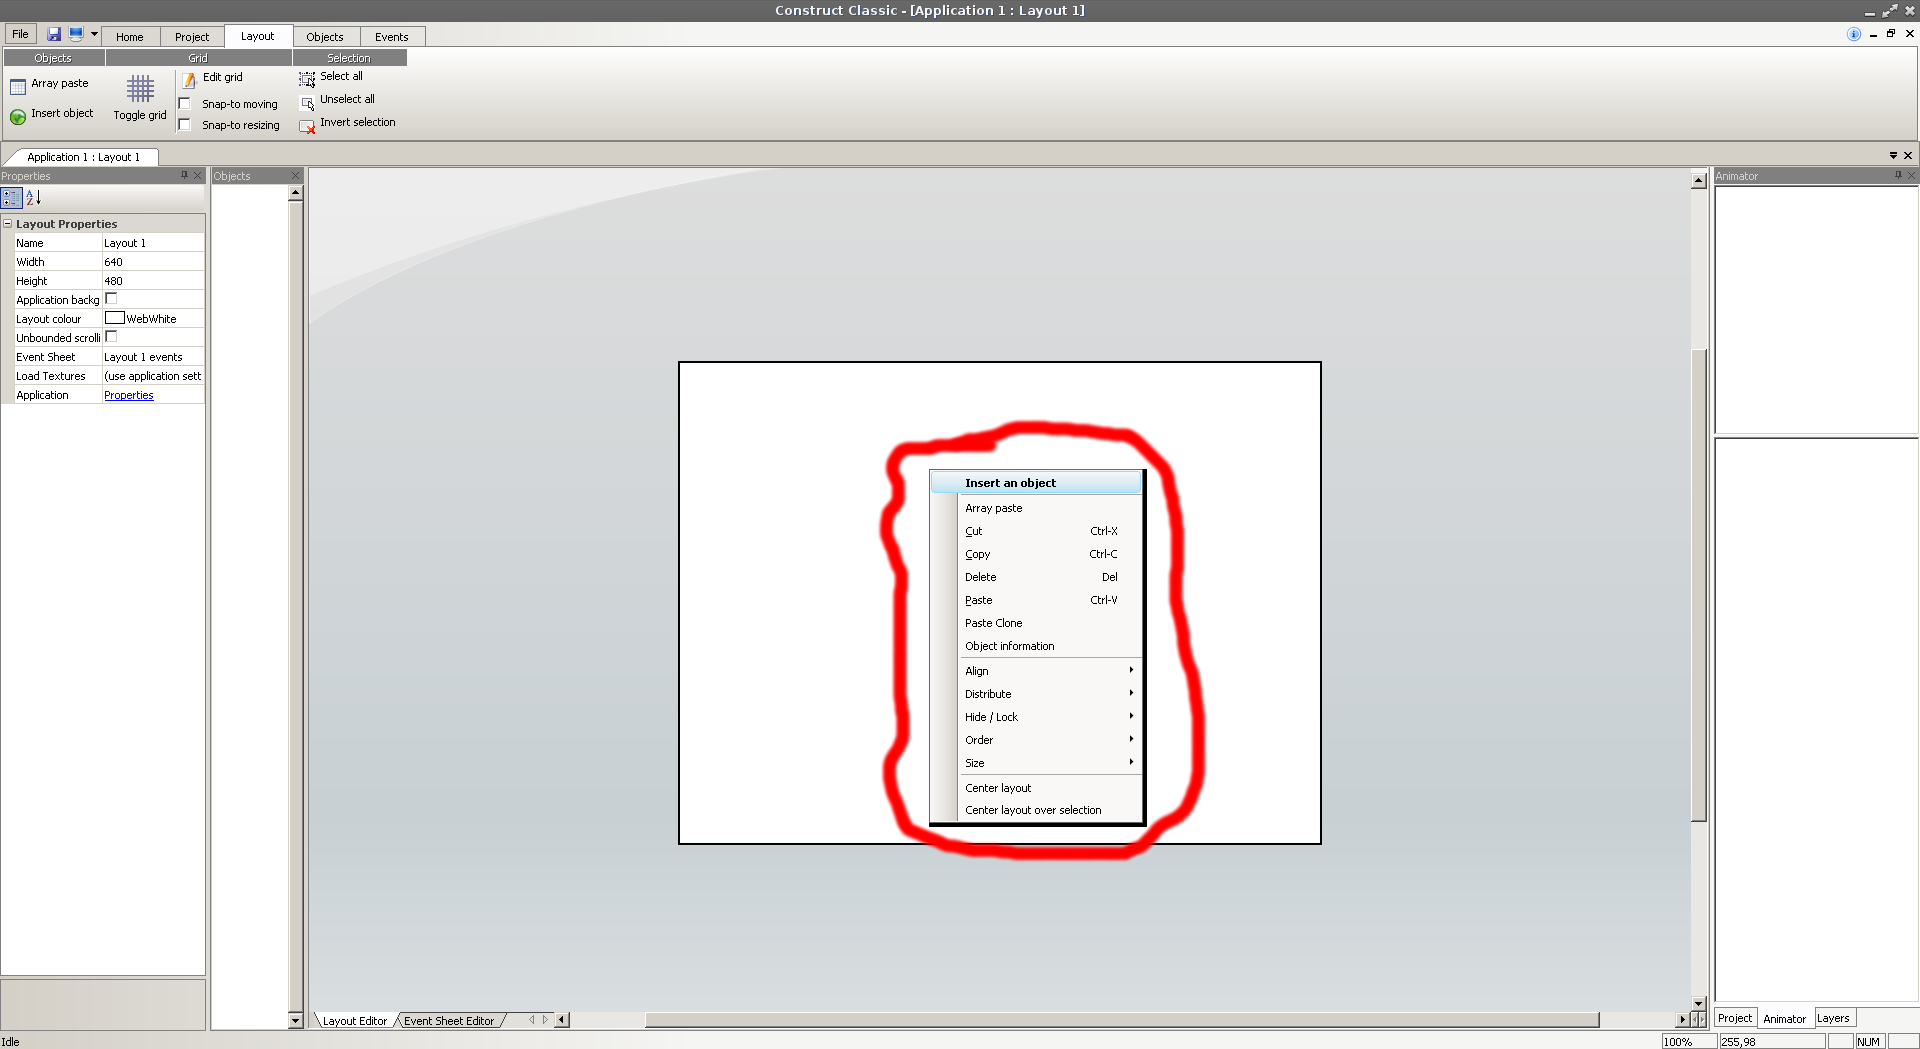 Construct Classic - [Application 1 : Layout 1]
File
Home
Project
Layout
Objects
Events
Objects
Grid
Selection
Array paste
Insert object
Toggle grid
Edit grid
Snap-to moving
Snap-to resizing
Select all
Unselect all
Invert selection
Application 1 : Layout 1
Properties
Objects
Animator
Layout Properties
Name Layout 1
Width 640
Height 480
Application backg
Layout colour WebWhite
Unbounded scrolli
Event Sheet Layout 1 events
Load Textures (use application sett
Application Properties
Insert an object
Array paste
Cut Ctrl-X
Copy Ctrl-C
Delete Del
Paste Ctrl-V
Paste Clone
Object information
Align
Distribute
Hide / Lock
Order
Size
Center layout
Center layout over selection
Layout Editor
Event Sheet Editor
Project
Animator
Layers
Idle
100%
255,98
NUM